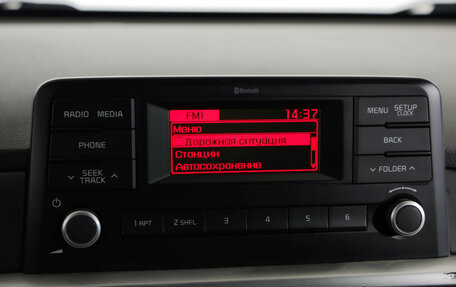 Bluetooth
RADIO MEDIA
PHONE
SEEK
TRACK
FM1 14:37
Меню
Дорожная ситуация
Станции
Автосохранение
MENU SETUP
CLOCK
BACK
FOLDER
1 RPT 2 SHFL 3 4 5 6